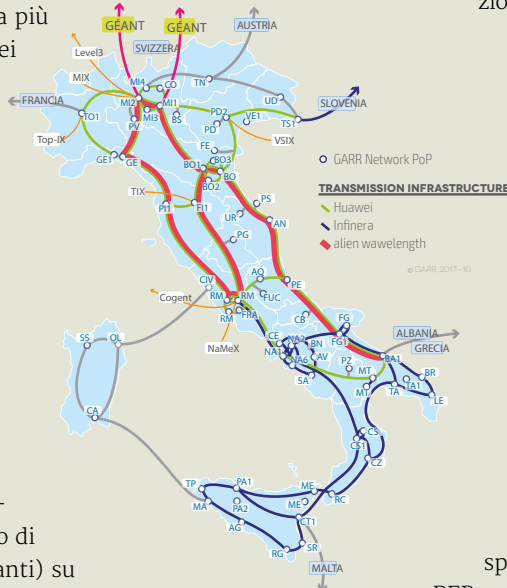 a più
ei
zio
GÉANT
GÉANT
AUSTRIA
Level3
SVIZZERA
MIX
MI4
CO
TN
FRANCIA
MI2
MI1
UD
SLOVENIA
TO1
PV
MI3
BS
PD2
VE1
TS1
PD
Top-IX
VSIX
FE
GE1
GE
BO1
BO3
BO
BO2
TIX
PI1
FI1
PS
UR
AN
PG
GARR Network PoP
TRANSMISSION INFRASTRUCTURE
Huawei
Infinera
alien wawelength
© GARR 2017-10
CIV
AQ
PE
Cogent
RM
RM
FUC
RM
FRA
CB
FG
NaMeX
CE
NA2
BN
FG1
ALBANIA
GRECIA
NA1
NA6
AV
PZ
BA1
SA
MT
MT
BR
TA
TA1
LE
SS
OL
CA
CS
CS1
CZ
TP
PA1
ME
MA
PA2
ME
RC
AG
CT1
RG
SR
MALTA
o di
anti) su
sp